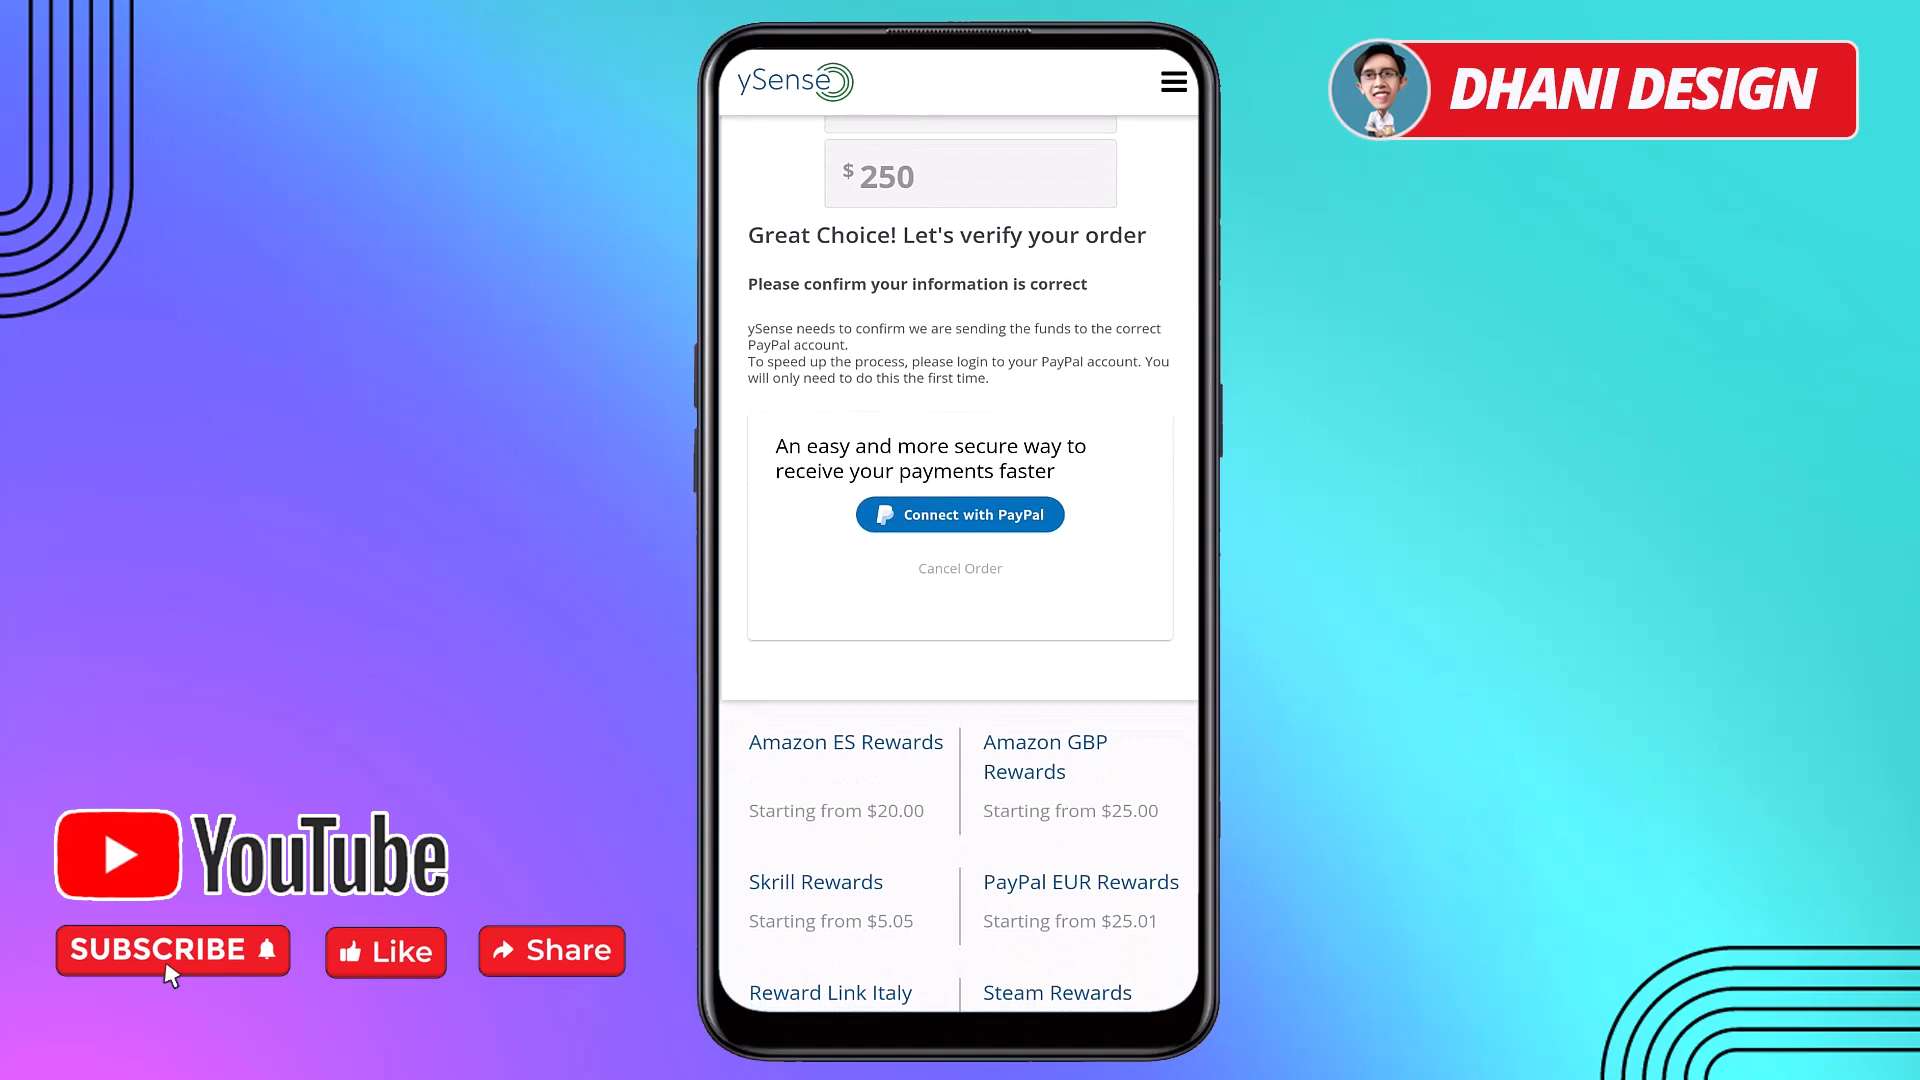 ySense
DHANI DESIGN
$ 250
Great Choice! Let's verify your order
Please confirm your information is correct
ySense needs to confirm we are sending the funds to the correct
PayPal account.
To speed up the process, please login to your PayPal account. You
will only need to do this the first time.
An easy and more secure way to
receive your payments faster
Connect with PayPal
Cancel Order
Amazon ES Rewards
Starting from $20.00
Amazon GBP
Rewards
Starting from $25.00
Skrill Rewards
Starting from $5.05
PayPal EUR Rewards
Starting from $25.01
Reward Link Italy
Steam Rewards
YouTube
SUBSCRIBE
Like
Share